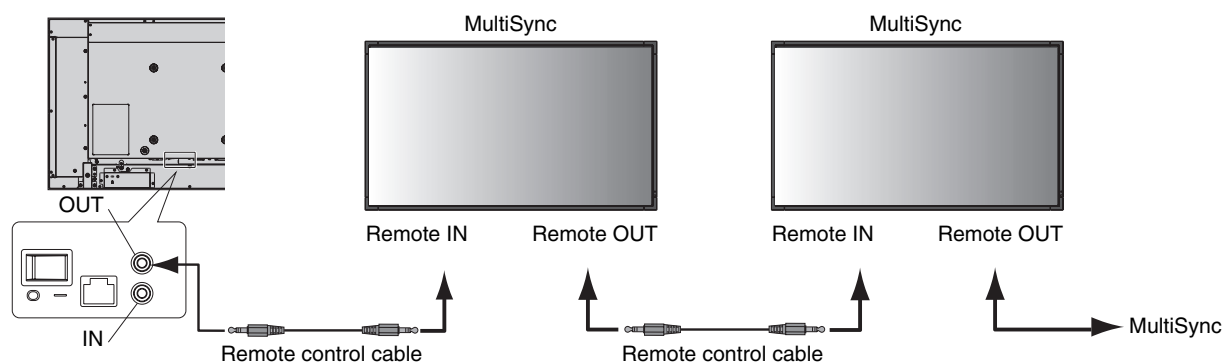 MultiSync
MultiSync
OUT
Remote IN
Remote OUT
Remote IN
Remote OUT
IN
Remote control cable
Remote control cable
MultiSync